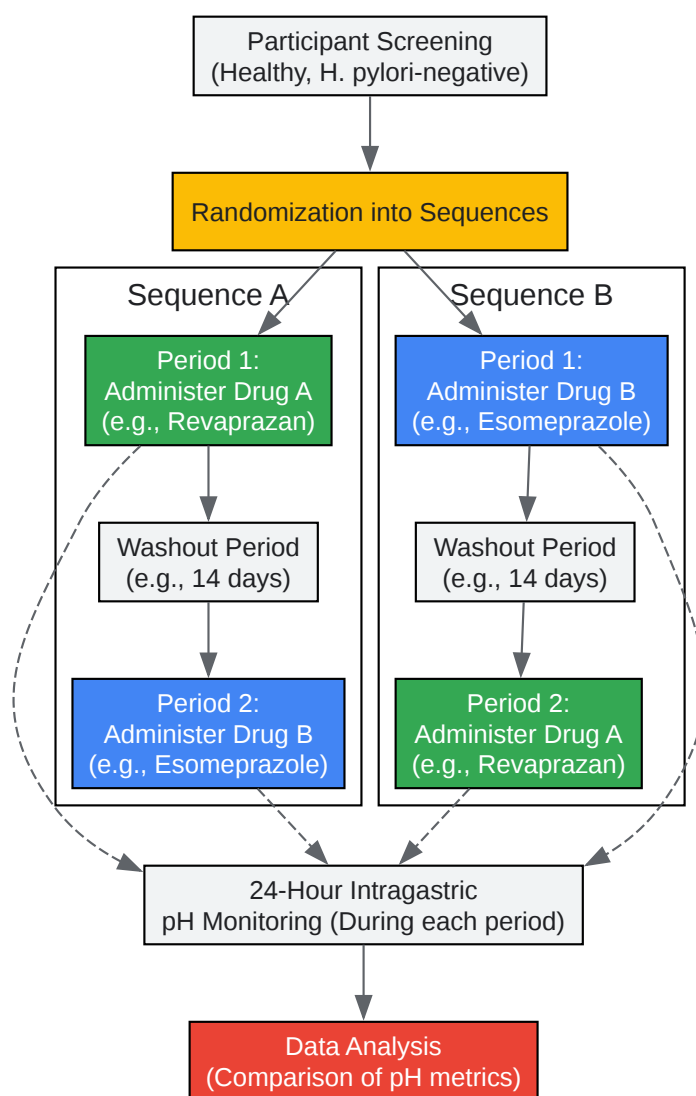 Participant Screening
(Healthy, H. pylori-negative)
Randomization into Sequences
Sequence A
Period 1:
Administer Drug A
(e.g., Revaprazan)
Washout Period
(e.g., 14 days)
Period 2:
Administer Drug B
(e.g., Esomeprazole)
Sequence B
Period 1:
Administer Drug B
(e.g., Esomeprazole)
Washout Period
(e.g., 14 days)
Period 2:
Administer Drug A
(e.g., Revaprazan)
24-Hour Intragastric
pH Monitoring (During each period)
Data Analysis
(Comparison of pH metrics)